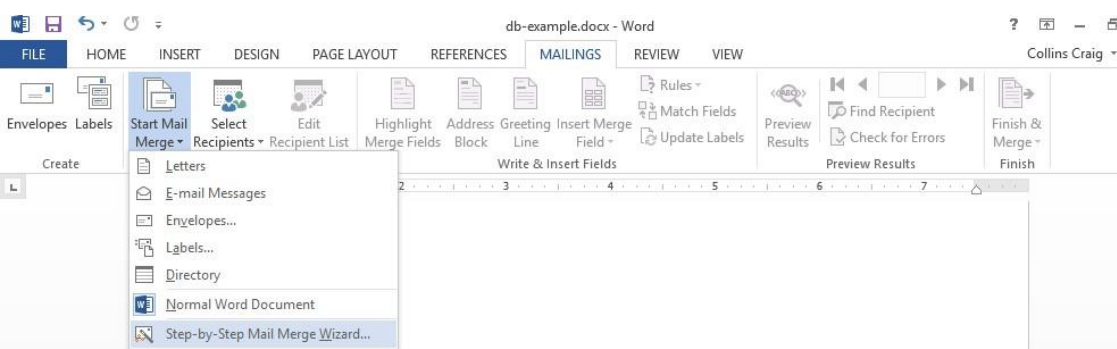 db-example.docx - Word
?
FILE HOME INSERT DESIGN PAGE LAYOUT REFERENCES MAILINGS REVIEW VIEW Collins Craig
Envelopes Labels Start Mail Merge Select Recipients Edit Recipient List Highlight Merge Fields Address Block Greeting Line Insert Merge Field
Rules
Match Fields
Update Labels
Preview Results
Find Recipient
Check for Errors
Finish & Merge
Create Write & Insert Fields Preview Results Finish
Letters
E-mail Messages
Envelopes...
Labels...
Directory
Normal Word Document
Step-by-Step Mail Merge Wizard...
2 3 4 5 6 7